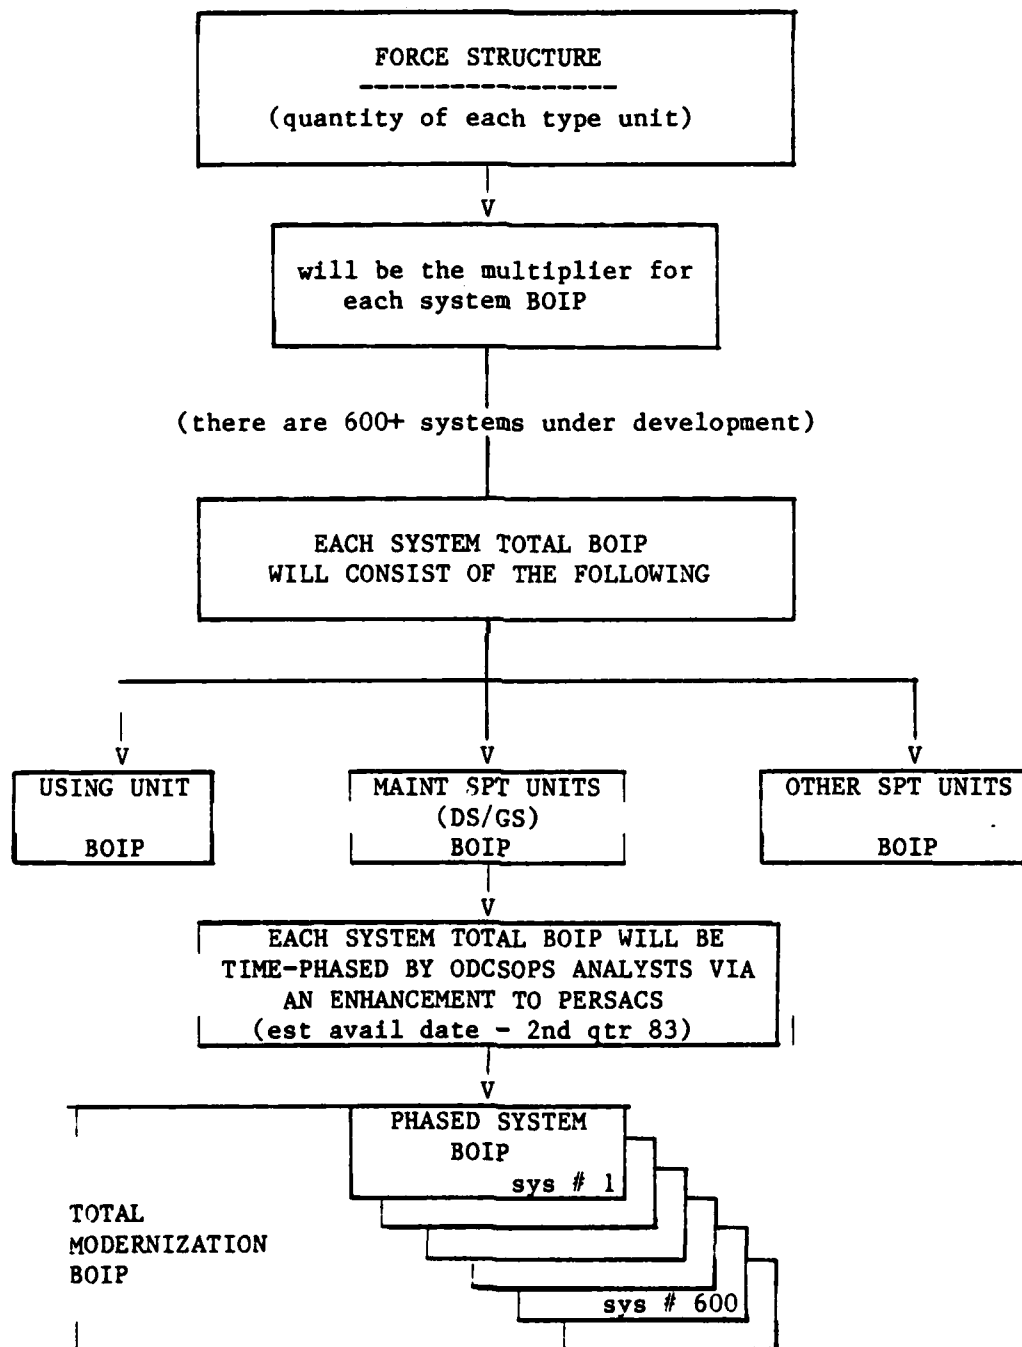 FORCE STRUCTURE
(quantity of each type unit)
V
will be the multiplier for
each system BOIP
(there are 600+ systems under development)
EACH SYSTEM TOTAL BOIP
WILL CONSIST OF THE FOLLOWING
V V V
USING UNIT MAINT SPT UNITS OTHER SPT UNITS
(DS/GS)
BOIP BOIP BOIP
V
EACH SYSTEM TOTAL BOIP WILL BE
TIME-PHASED BY ODCSOPS ANALYSTS VIA
AN ENHANCEMENT TO PERSACS
(est avail date - 2nd qtr 83)
V
PHASED SYSTEM
BOIP
sys # 1
TOTAL
MODERNIZATION
BOIP
sys # 600